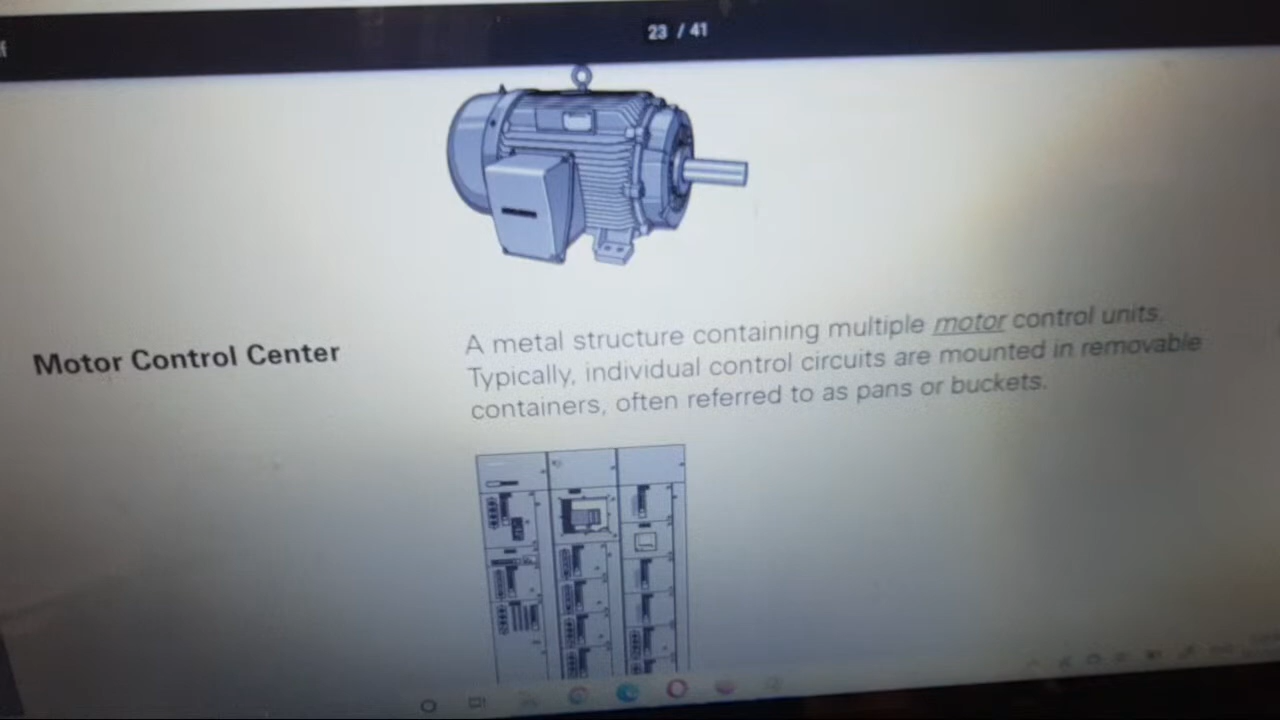 23 / 41
Motor Control Center
A metal structure containing multiple motor control units.
Typically, individual control circuits are mounted in removable
containers, often referred to as pans or buckets.